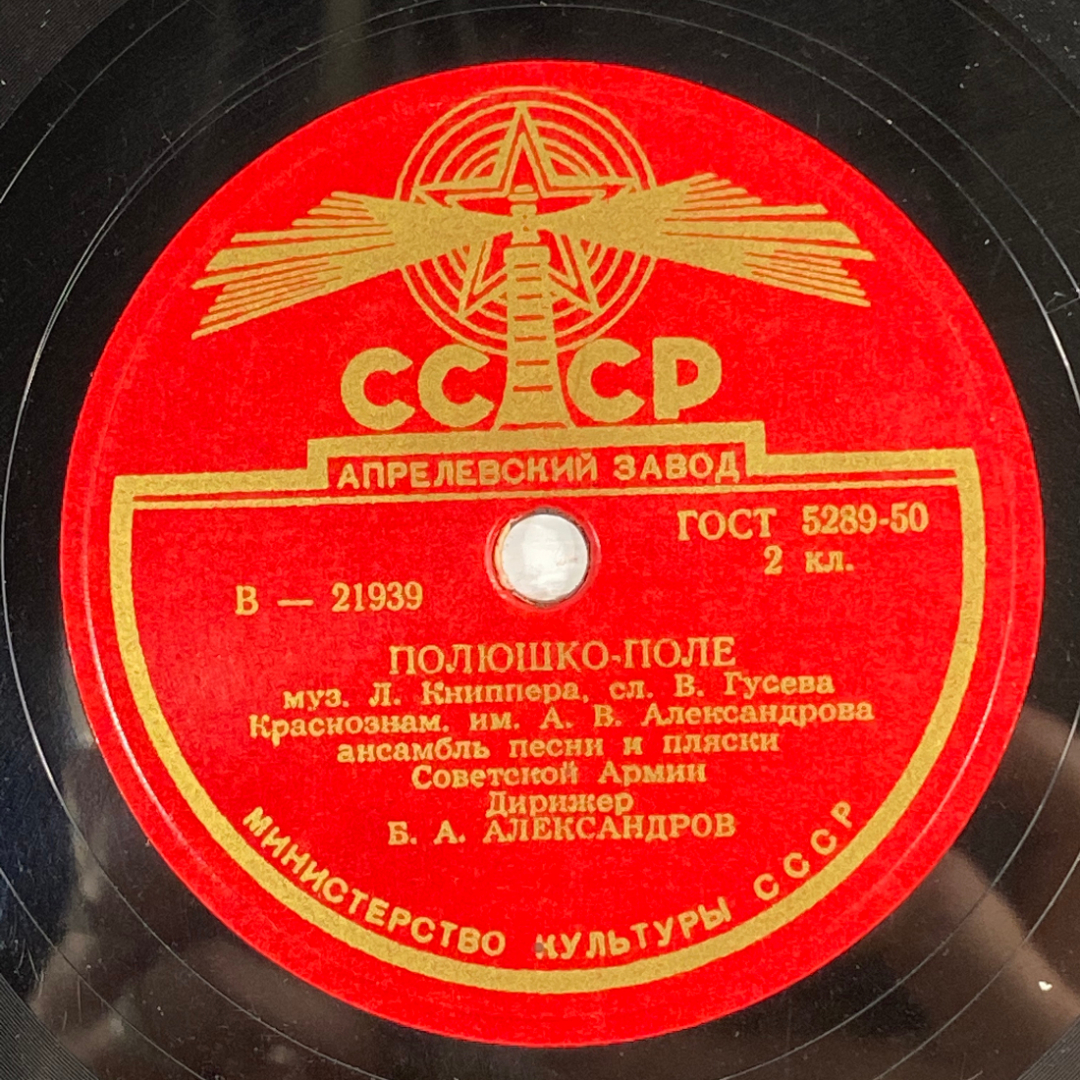 СССР
АПРЕЛЕВСКИЙ ЗАВОД
ГОСТ 5289-50
2 кл.
В — 21939
ПОЛЮШКО-ПОЛЕ
муз. Л. Книппера, сл. В. Гусева
Краснознам. им. А. В. Александрова
ансамбль песни и пляски
Советской Армии
Дирижер
Б. А. АЛЕКСАНДРОВ
МИНИСТЕРСТВО КУЛЬТУРЫ СССР